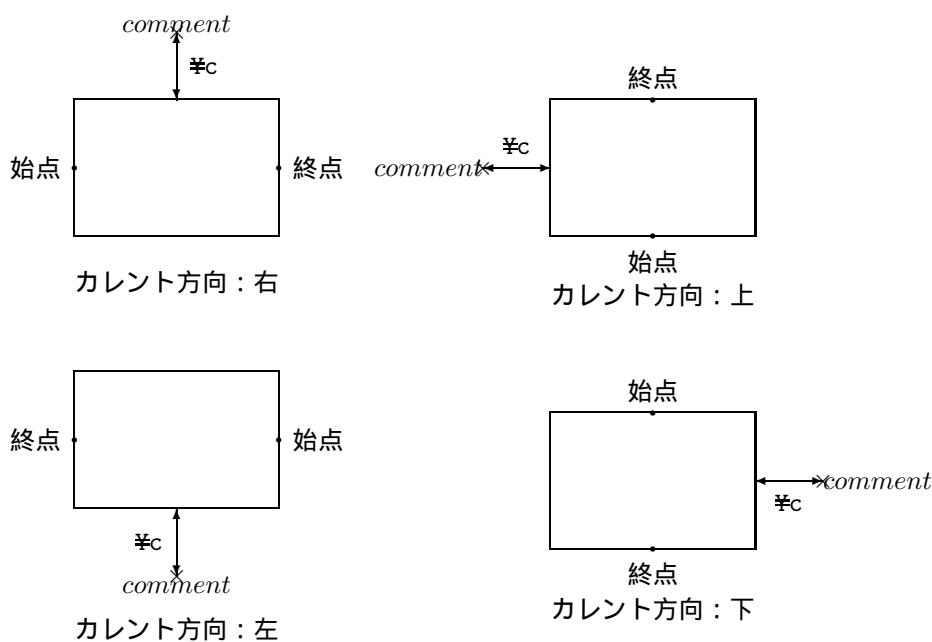 comment
¥c
始点
終点
カレント方向：右
終点
comment
¥c
始点
カレント方向：上
終点
始点
¥c
comment
カレント方向：左
始点
comment
¥c
終点
カレント方向：下